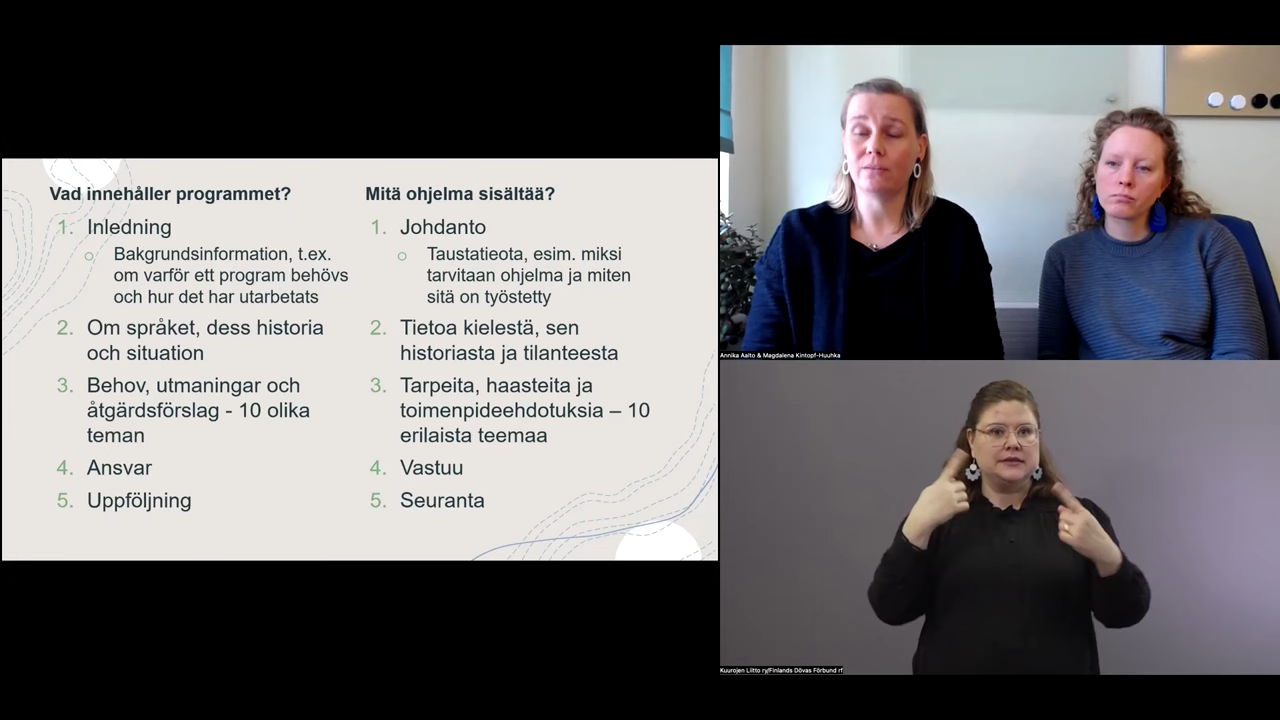 Vad innehåller programmet?
1. Inledning
o Bakgrundsinformation, t.ex.
om varför ett program behövs
och hur det har utarbetats
2. Om språket, dess historia
och situation
3. Behov, utmaningar och
åtgärdsförslag - 10 olika
teman
4. Ansvar
5. Uppföljning
Mitä ohjelma sisältää?
1. Johdanto
o Taustatieota, esim. miksi
tarvitaan ohjelma ja miten
sitä on työstetty
2. Tietoa kielestä, sen
historiasta ja tilanteesta
3. Tarpeita, haasteita ja
toimenpideehdotuksia – 10
erilaista teemaa
4. Vastuu
5. Seuranta
Annika Aalto & Magdalena Kintopf-Huuhka
Kuurojen Liitto ry/Finlands Dövas Förbund rf